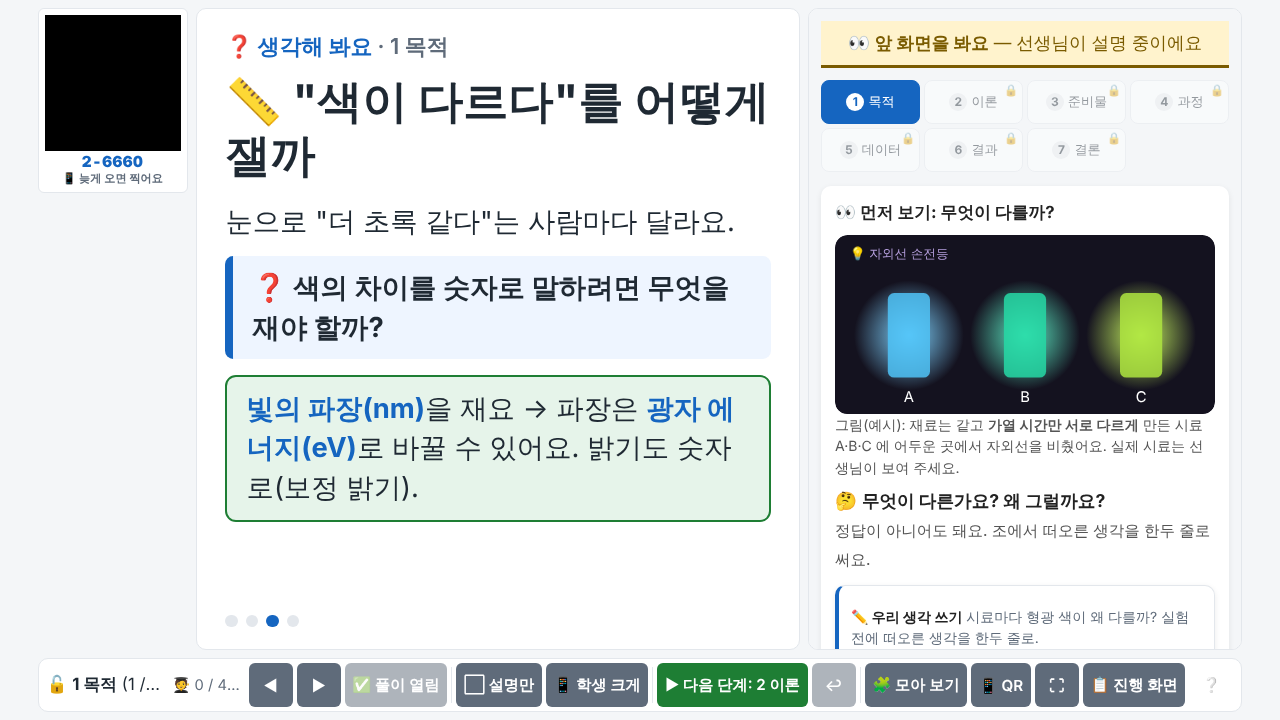 2-6660
📱 늦게 오면 찍어요
❓ 생각해 봐요 · 1 목적
📏 "색이 다르다"를 어떻게
잴까
눈으로 "더 초록 같다"는 사람마다 달라요.
❓ 색의 차이를 숫자로 말하려면 무엇을
재야 할까?
빛의 파장(nm)을 재요 → 파장은 광자 에
너지(eV)로 바꿀 수 있어요. 밝기도 숫자
로(보정 밝기).
👀 앞 화면을 봐요 — 선생님이 설명 중이에요
1 목적
2 이론 🔒
3 준비물 🔒
4 과정 🔒
5 데이터 🔒
6 결과 🔒
7 결론 🔒
👀 먼저 보기: 무엇이 다를까?
💡 자외선 손전등
A B C
그림(예시): 재료는 같고 가열 시간만 서로 다르게 만든 시료
A·B·C 에 어두운 곳에서 자외선을 비췄어요. 실제 시료는 선
생님이 보여 주세요.
🤔 무엇이 다른가요? 왜 그럴까요?
정답이 아니어도 돼요. 조에서 떠오른 생각을 한두 줄로
써요.
✏️ 우리 생각 쓰기 시료마다 형광 색이 왜 다를까? 실험
전에 떠오른 생각을 한두 줄로.
🔓 1 목적 (1 /...
🧑‍🎓 0 / 4...
◀
▶
✅ 풀이 열림
⬜ 설명만
📱 학생 크게
▶ 다음 단계: 2 이론
↩
🧩 모아 보기
📱 QR
⛶
📋 진행 화면
❔